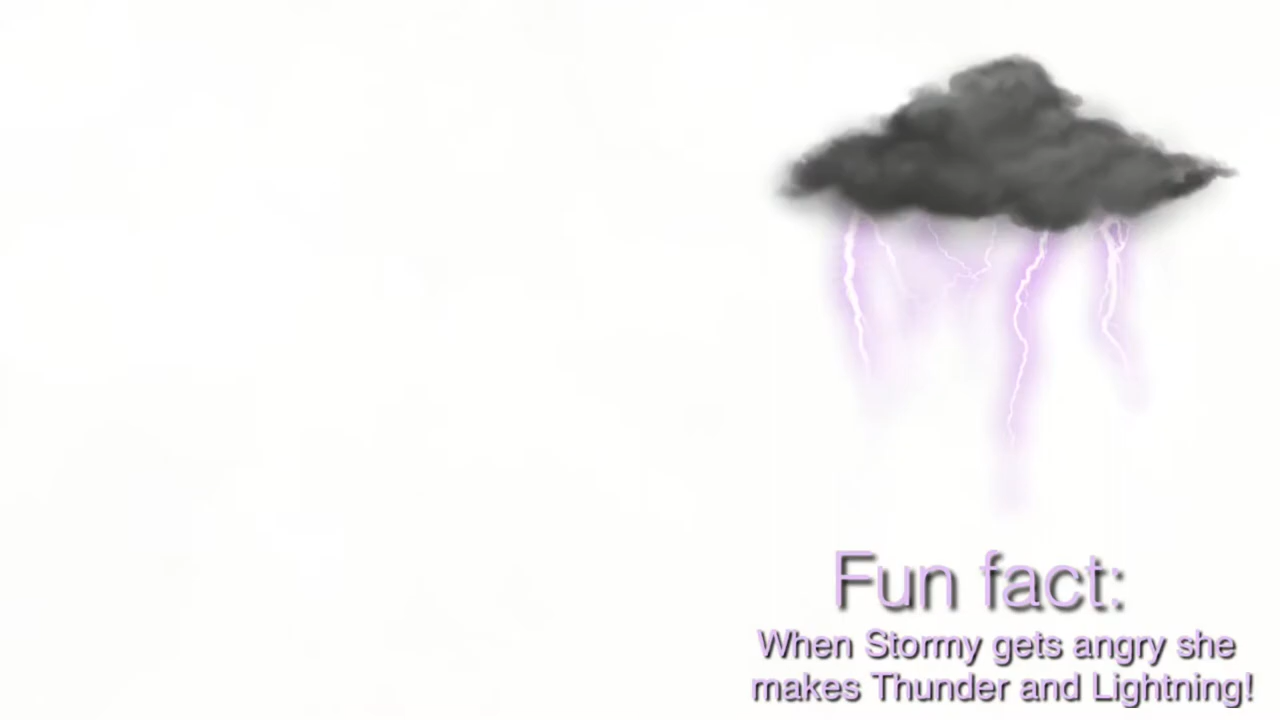 Fun fact:
When Stormy gets angry she
makes Thunder and Lightning!